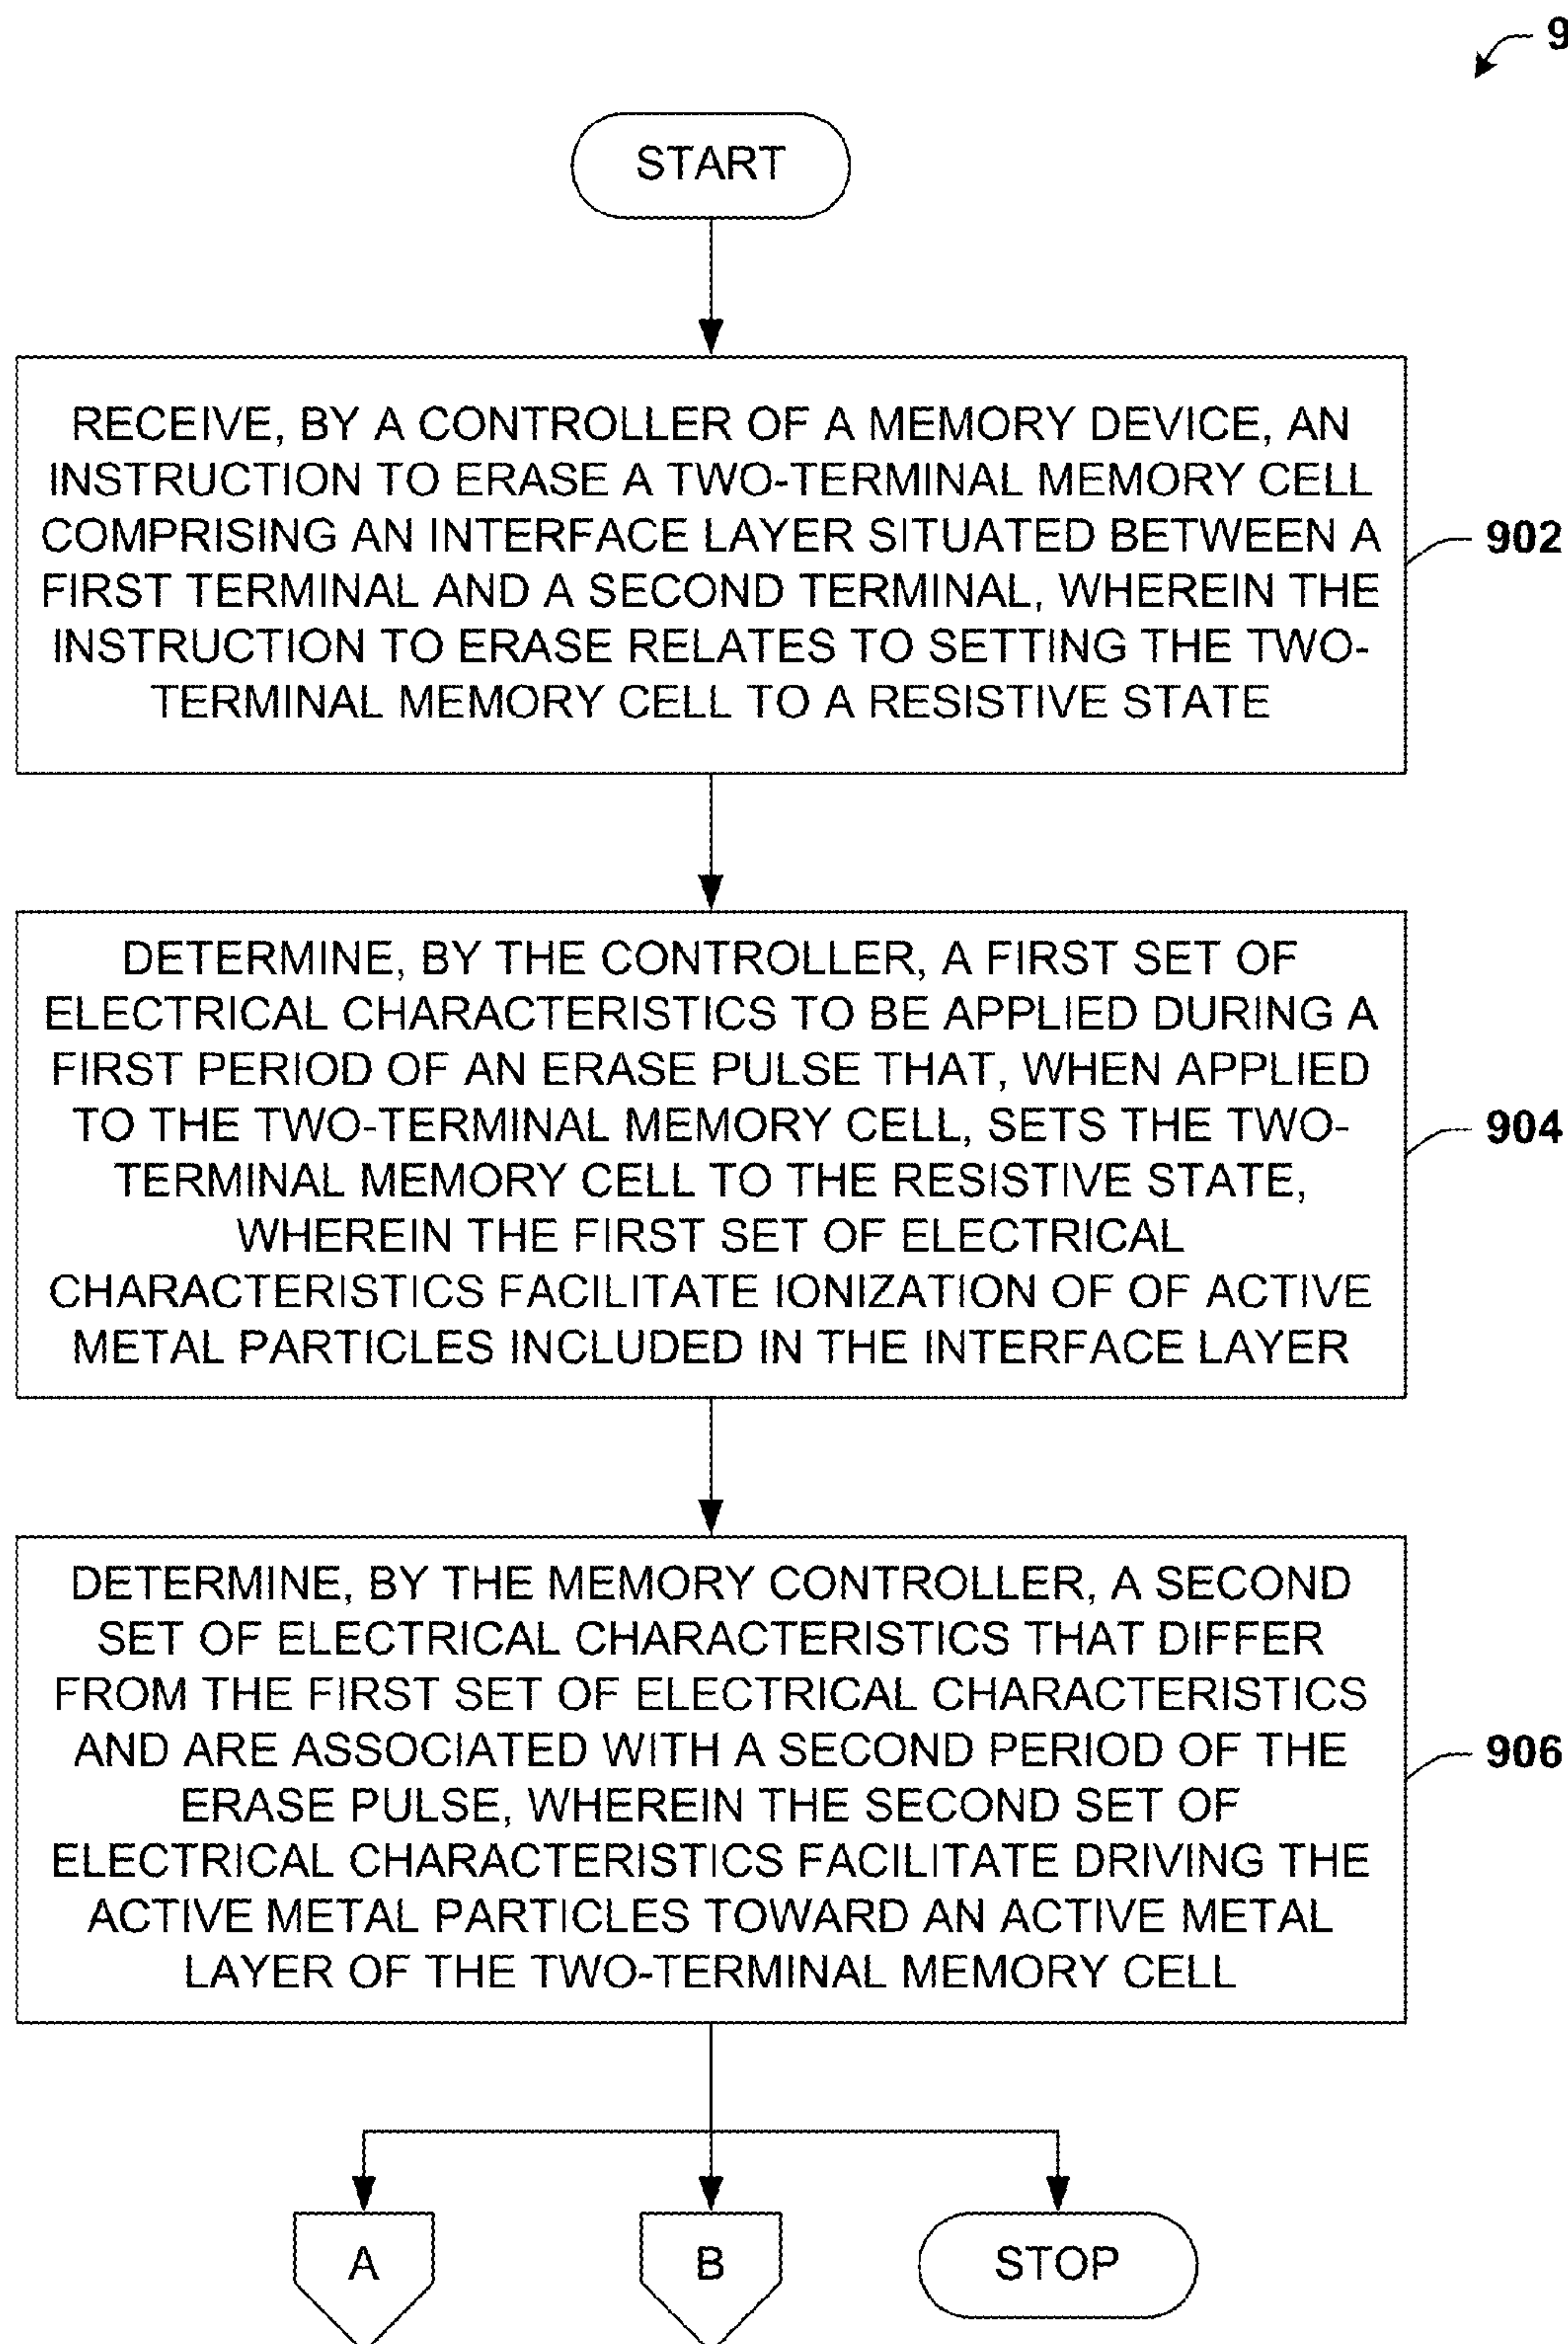 9
START
RECEIVE, BY A CONTROLLER OF A MEMORY DEVICE, AN
INSTRUCTION TO ERASE A TWO-TERMINAL MEMORY CELL
COMPRISING AN INTERFACE LAYER SITUATED BETWEEN A
FIRST TERMINAL AND A SECOND TERMINAL, WHEREIN THE
INSTRUCTION TO ERASE RELATES TO SETTING THE TWO-
TERMINAL MEMORY CELL TO A RESISTIVE STATE
902
DETERMINE, BY THE CONTROLLER, A FIRST SET OF
ELECTRICAL CHARACTERISTICS TO BE APPLIED DURING A
FIRST PERIOD OF AN ERASE PULSE THAT, WHEN APPLIED
TO THE TWO-TERMINAL MEMORY CELL, SETS THE TWO-
TERMINAL MEMORY CELL TO THE RESISTIVE STATE,
WHEREIN THE FIRST SET OF ELECTRICAL
CHARACTERISTICS FACILITATE IONIZATION OF OF ACTIVE
METAL PARTICLES INCLUDED IN THE INTERFACE LAYER
904
DETERMINE, BY THE MEMORY CONTROLLER, A SECOND
SET OF ELECTRICAL CHARACTERISTICS THAT DIFFER
FROM THE FIRST SET OF ELECTRICAL CHARACTERISTICS
AND ARE ASSOCIATED WITH A SECOND PERIOD OF THE
ERASE PULSE, WHEREIN THE SECOND SET OF
ELECTRICAL CHARACTERISTICS FACILITATE DRIVING THE
ACTIVE METAL PARTICLES TOWARD AN ACTIVE METAL
LAYER OF THE TWO-TERMINAL MEMORY CELL
906
A
B
STOP